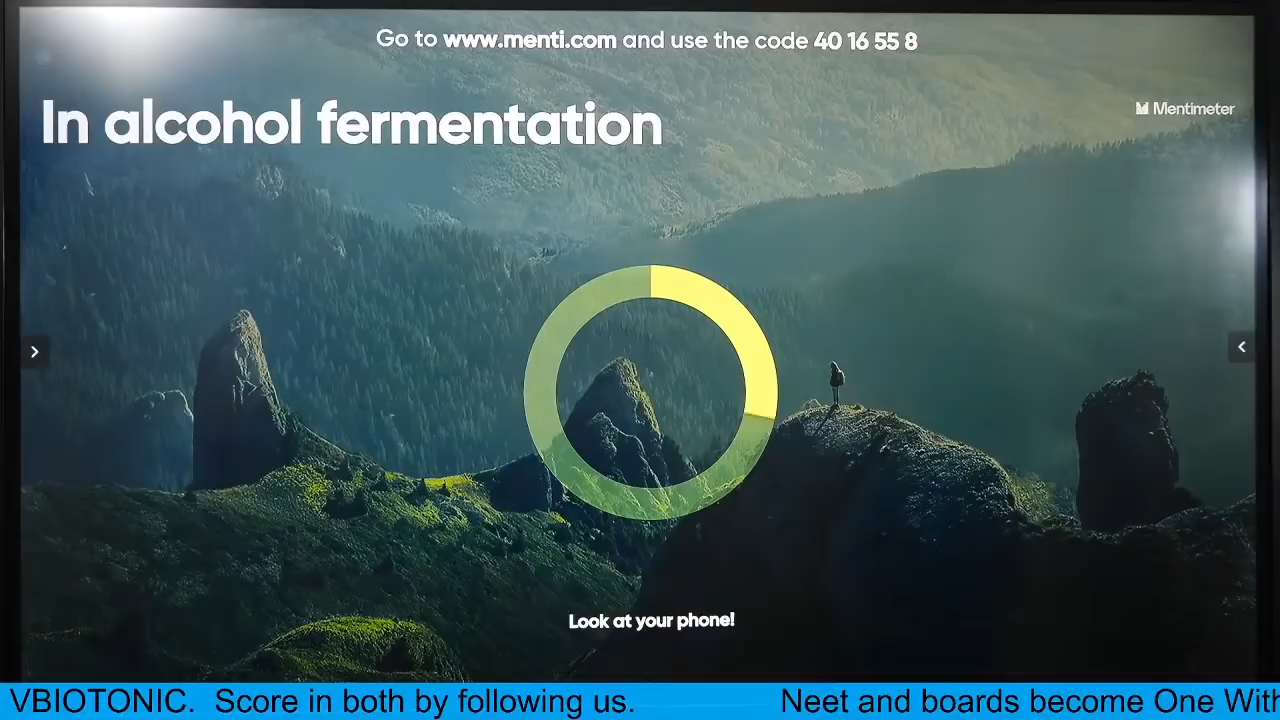 Go to www.menti.com and use the code 40 16 55 8
In alcohol fermentation
Mentimeter
Look at your phone!
VBIOTONIC. Score in both by following us. Neet and boards become One With